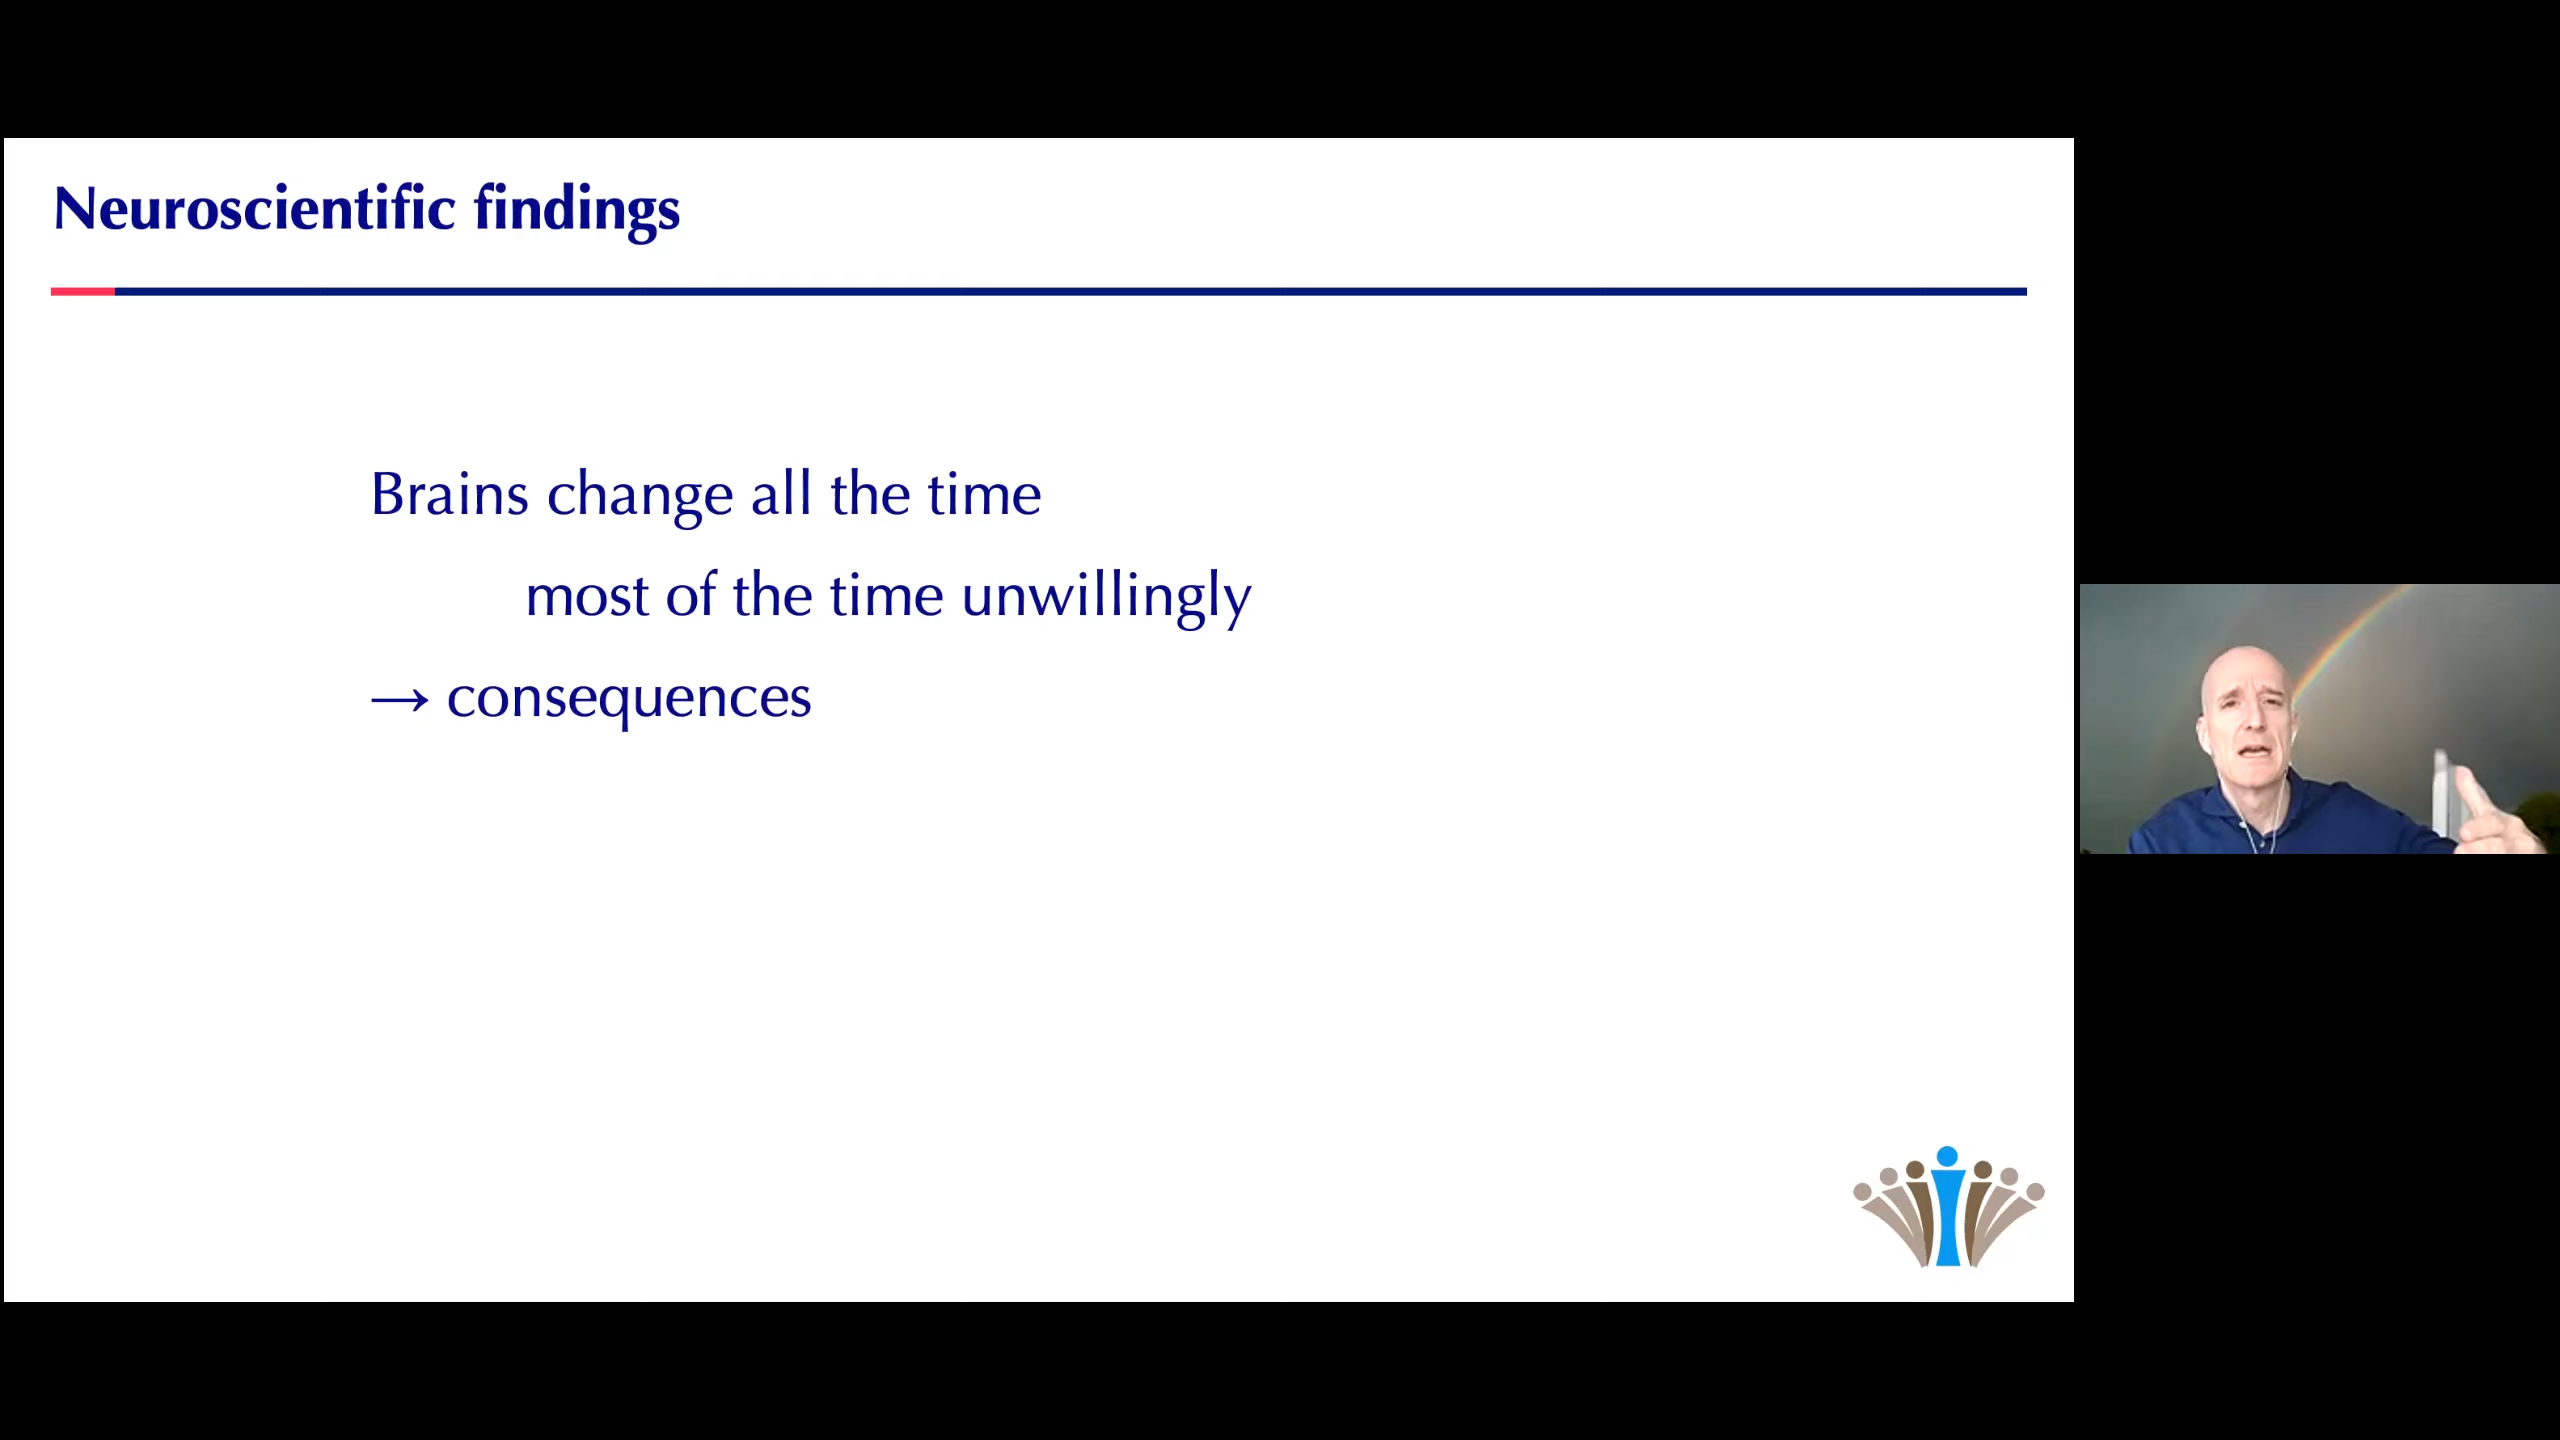 Neuroscientific findings
Brains change all the time
most of the time unwillingly
→ consequences